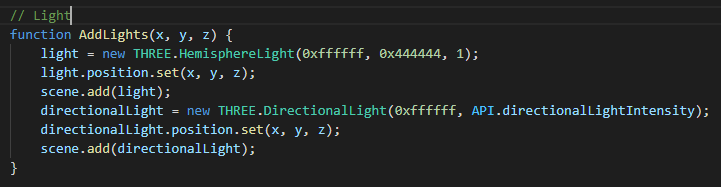 // Light
function AddLights(x, y, z) {
    light = new THREE.HemisphereLight(0xffffff, 0x444444, 1);
    light.position.set(x, y, z);
    scene.add(light);
    directionalLight = new THREE.DirectionalLight(0xffffff, API.directionalLightIntensity);
    directionalLight.position.set(x, y, z);
    scene.add(directionalLight);
}